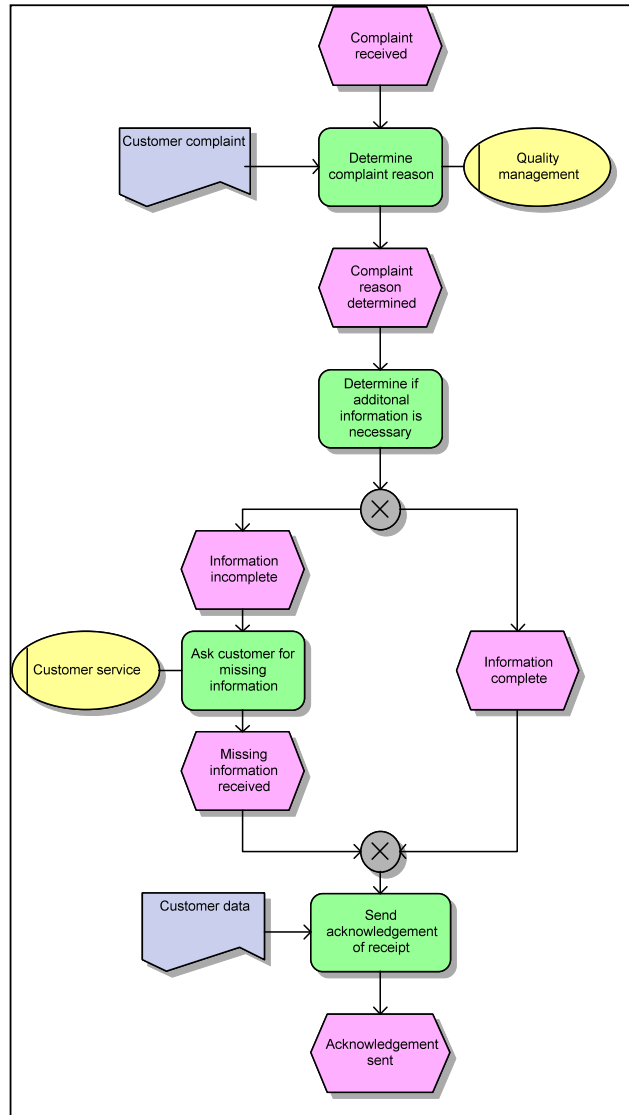 Complaint
received
Customer complaint
Determine
complaint reason
Quality
management
Complaint
reason
determined
Determine if
additonal
information is
necessary
Information
incomplete
Customer service
Ask customer for
missing
information
Information
complete
Missing
information
received
Customer data
Send
acknowledgement
of receipt
Acknowledgement
sent